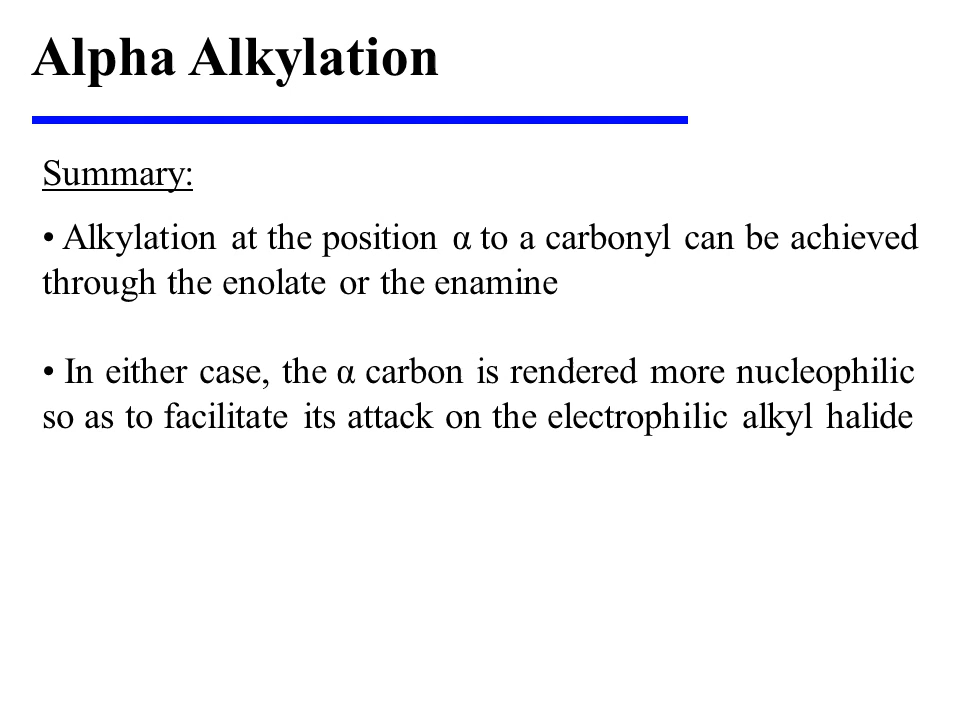 Alpha Alkylation
Summary:
• Alkylation at the position α to a carbonyl can be achieved
through the enolate or the enamine
• In either case, the α carbon is rendered more nucleophilic
so as to facilitate its attack on the electrophilic alkyl halide